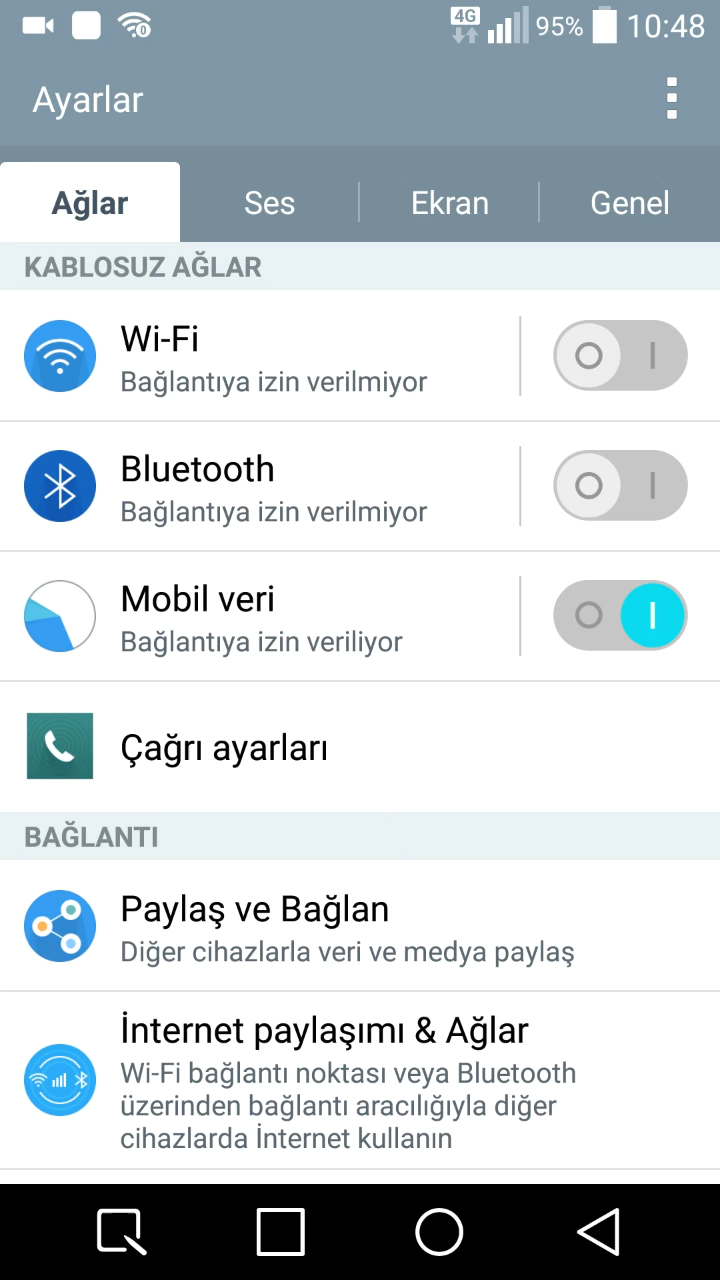 4G 95% 10:48
Ayarlar
Ağlar Ses Ekran Genel
KABLOSUZ AĞLAR
Wi-Fi
Bağlantıya izin verilmiyor
Bluetooth
Bağlantıya izin verilmiyor
Mobil veri
Bağlantıya izin veriliyor
Çağrı ayarları
BAĞLANTI
Paylaş ve Bağlan
Diğer cihazlarla veri ve medya paylaş
İnternet paylaşımı & Ağlar
Wi-Fi bağlantı noktası veya Bluetooth
üzerinden bağlantı aracılığıyla diğer
cihazlarda İnternet kullanın